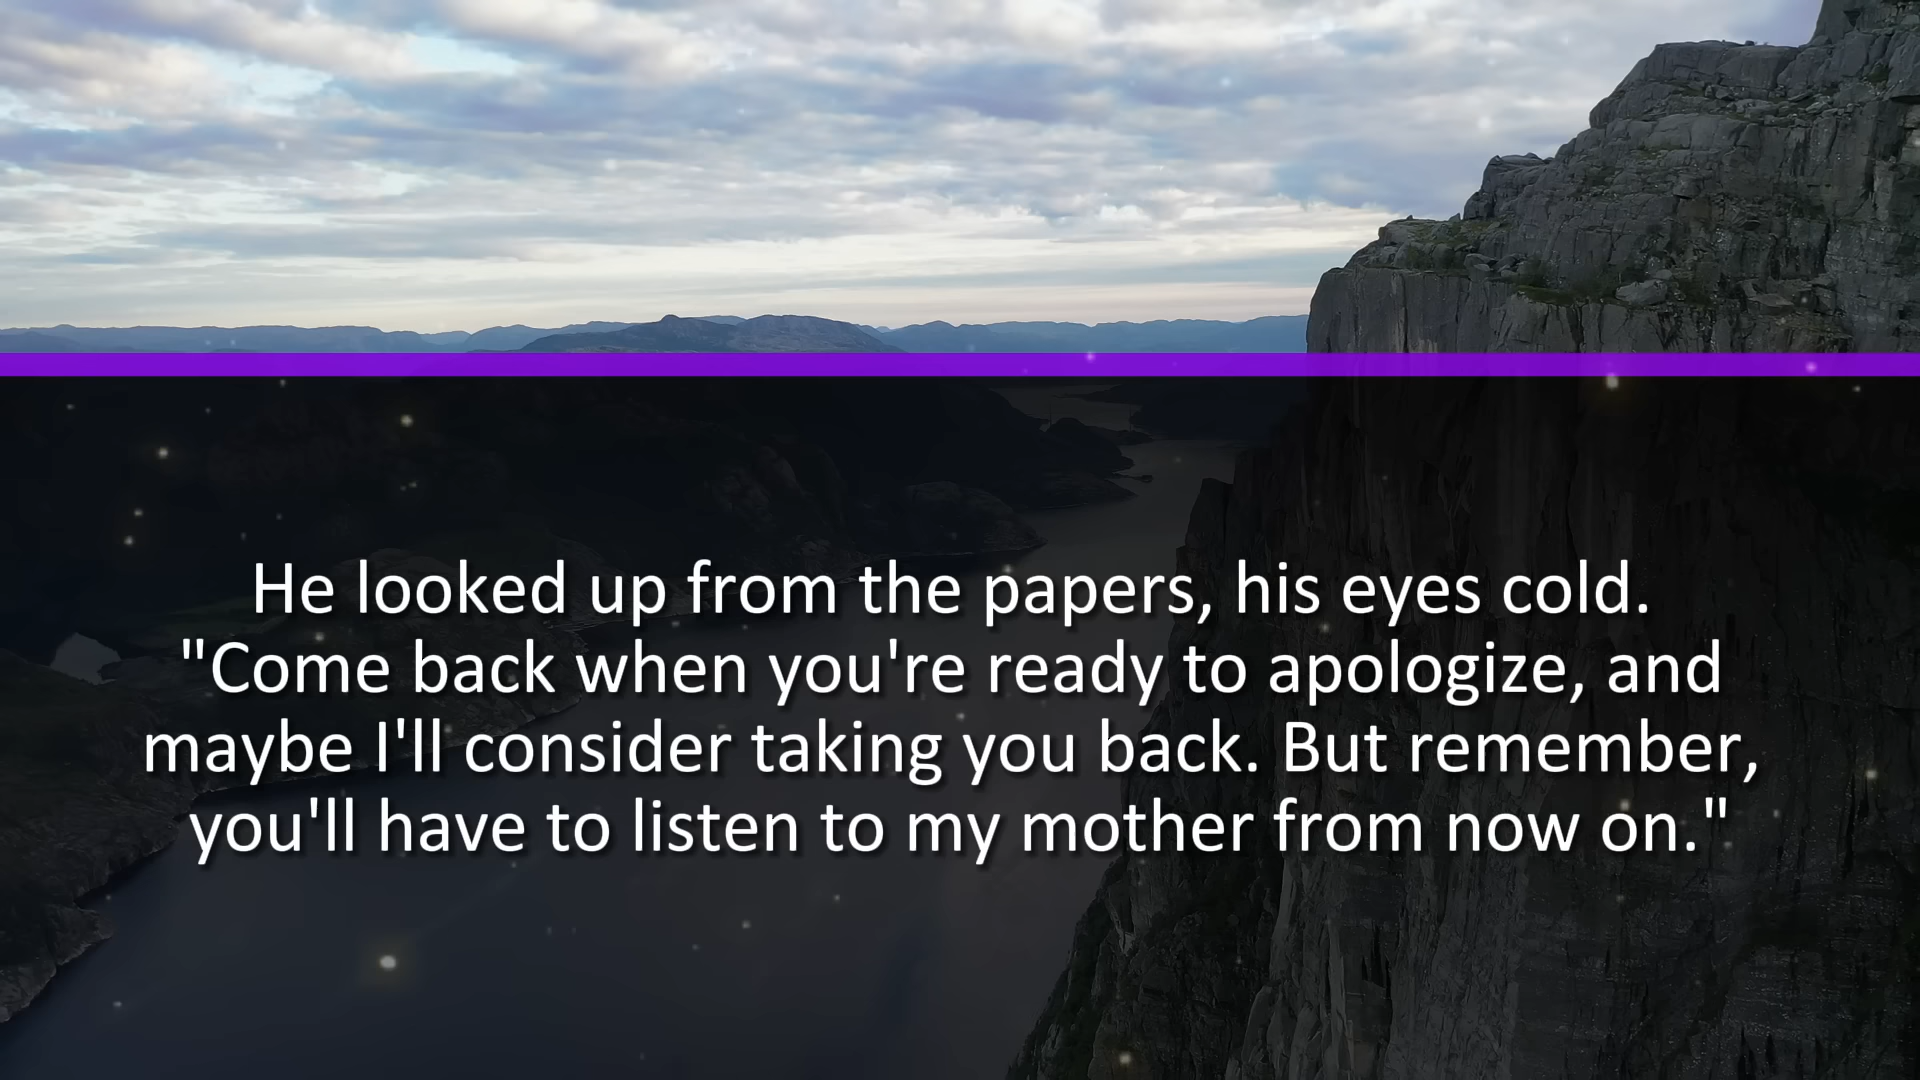 He looked up from the papers, his eyes cold.
"Come back when you're ready to apologize, and
maybe I'll consider taking you back. But remember,
you'll have to listen to my mother from now on."